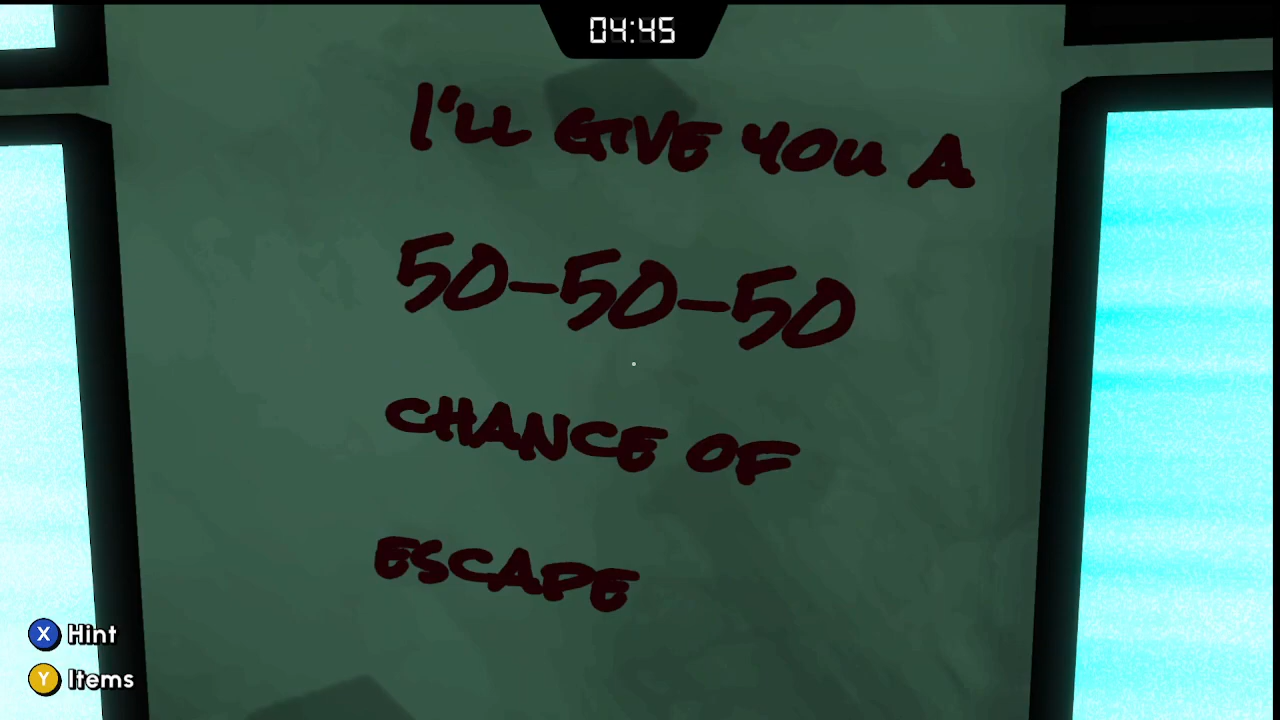 04:45
I'LL GIVE YOU A
50-50-50
CHANCE OF
ESCAPE
X Hint
Y Items